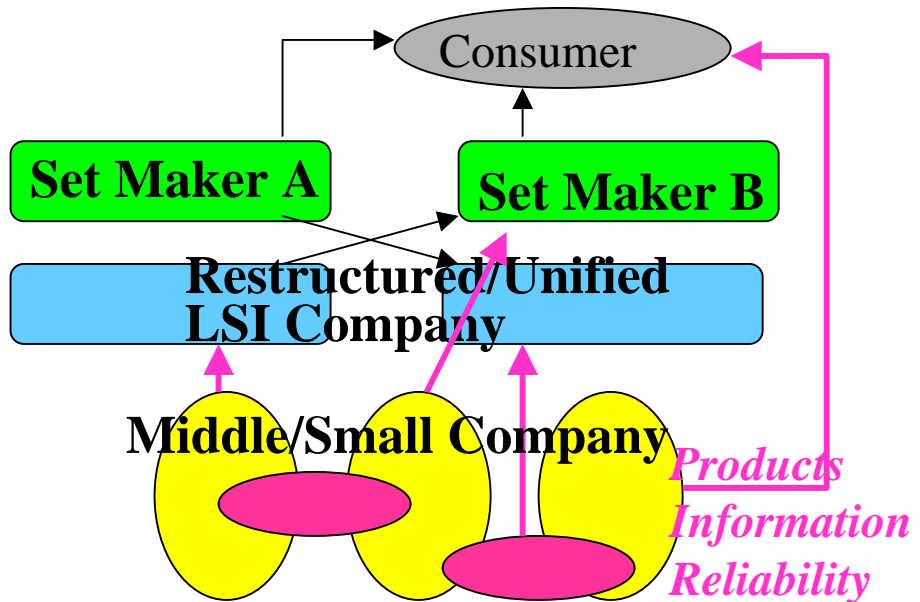 Consumer
Set Maker A
Set Maker B
Restructured/Unified
LSI Company
Middle/Small Company
Products
Information
Reliability